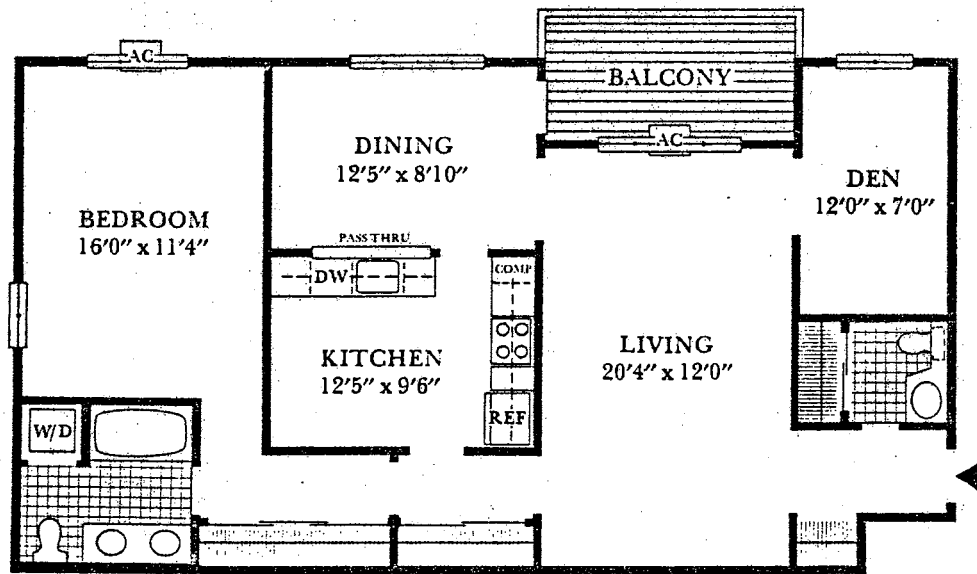 AC
BALCONY
AC
DINING
12'5" x 8'10"
DEN
12'0" x 7'0"
BEDROOM
16'0" x 11'4"
PASS THRU
DW
COMP
KITCHEN
12'5" x 9'6"
LIVING
20'4" x 12'0"
REF
W/D